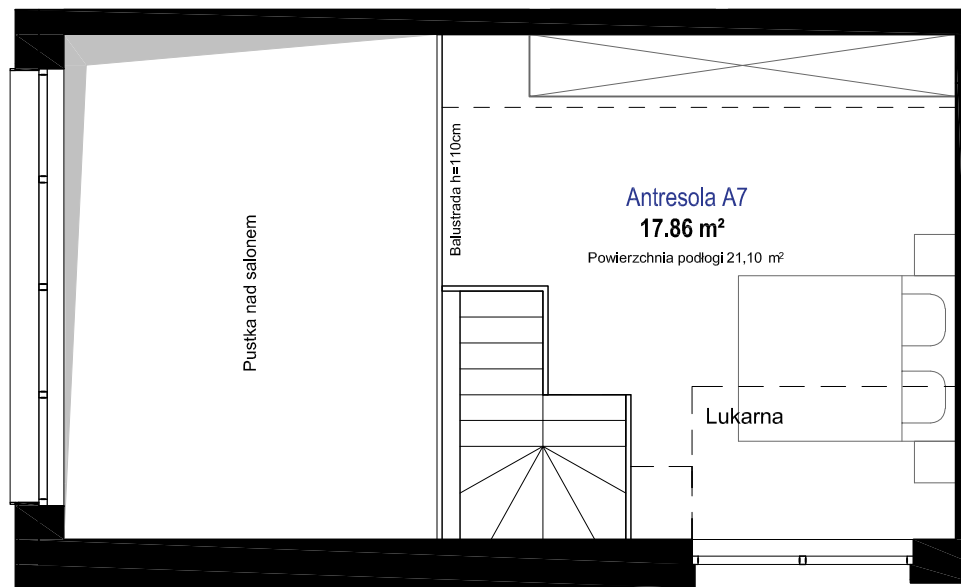 Pustka nad salonem
Balustrada h=110cm
Antresola A7
17.86 m²
Powierzchnia podłogi 21,10 m²
Lukarna